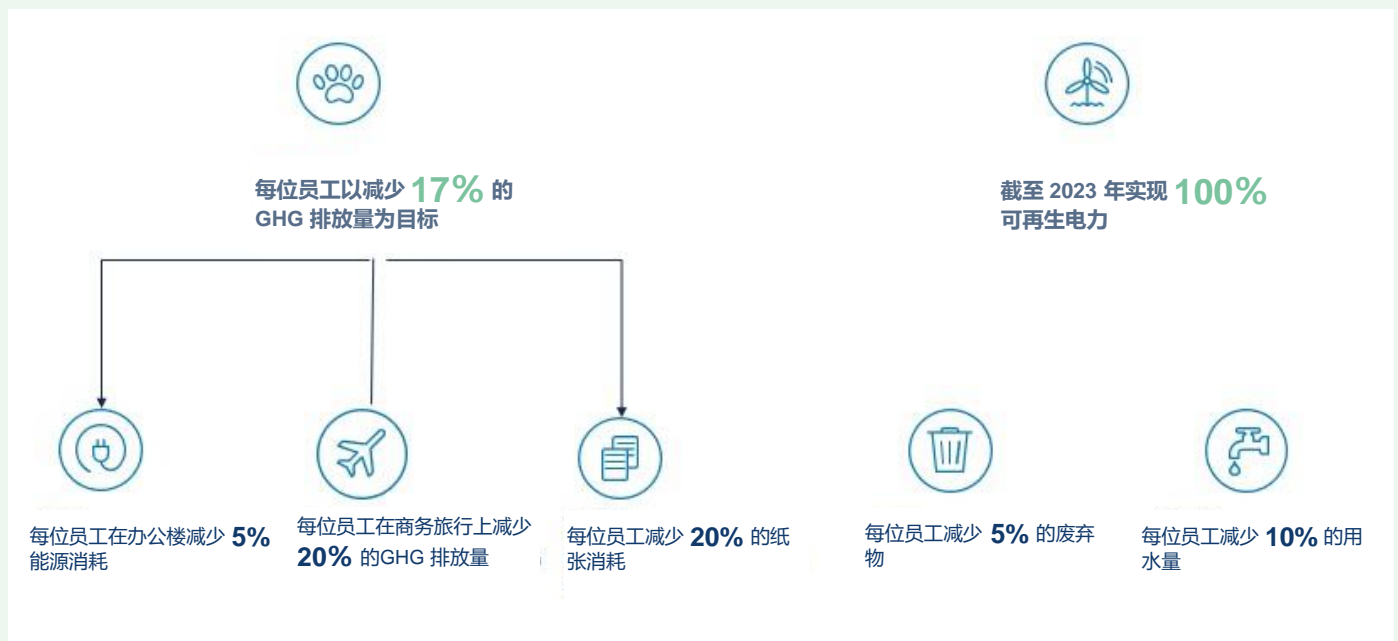 每位员工以减少 17% 的
GHG 排放量为目标
截至 2023 年实现 100%
可再生电力
每位员工在办公楼减少 5%
能源消耗
每位员工在商务旅行上减少
20% 的GHG 排放量
每位员工减少 20% 的纸
张消耗
每位员工减少 5% 的废弃
物
每位员工减少 10% 的用
水量